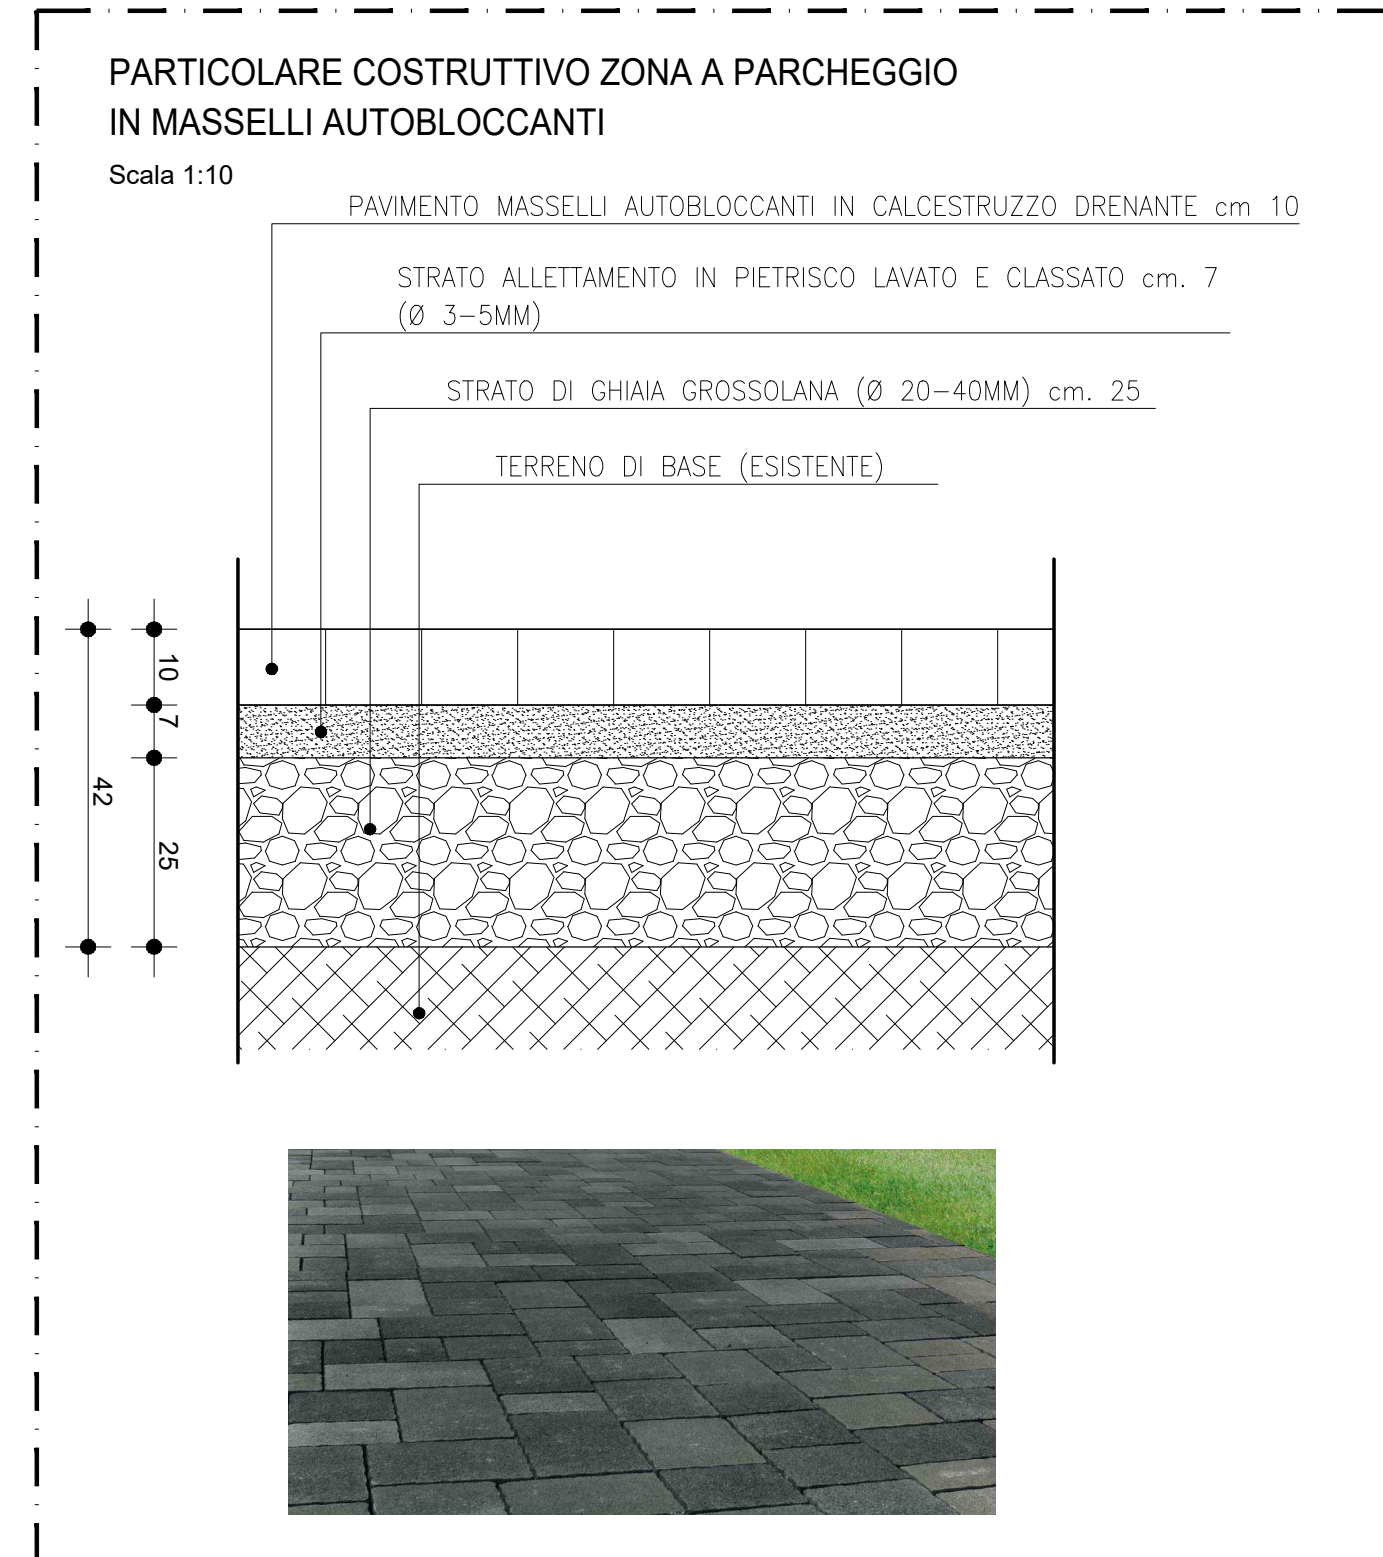 PARTICOLARE COSTRUTTIVO ZONA A PARCHEGGIO
IN MASSELLI AUTOBLOCCANTI
Scala 1:10
PAVIMENTO MASSELLI AUTOBLOCCANTI IN CALCESTRUZZO DRENANTE cm 10
STRATO ALLETTAMENTO IN PIETRISCO LAVATO E CLASSATO cm. 7
(Ø 3-5MM)
STRATO DI GHIAIA GROSSOLANA (Ø 20-40MM) cm. 25
TERRENO DI BASE (ESISTENTE)
10
7
42
25